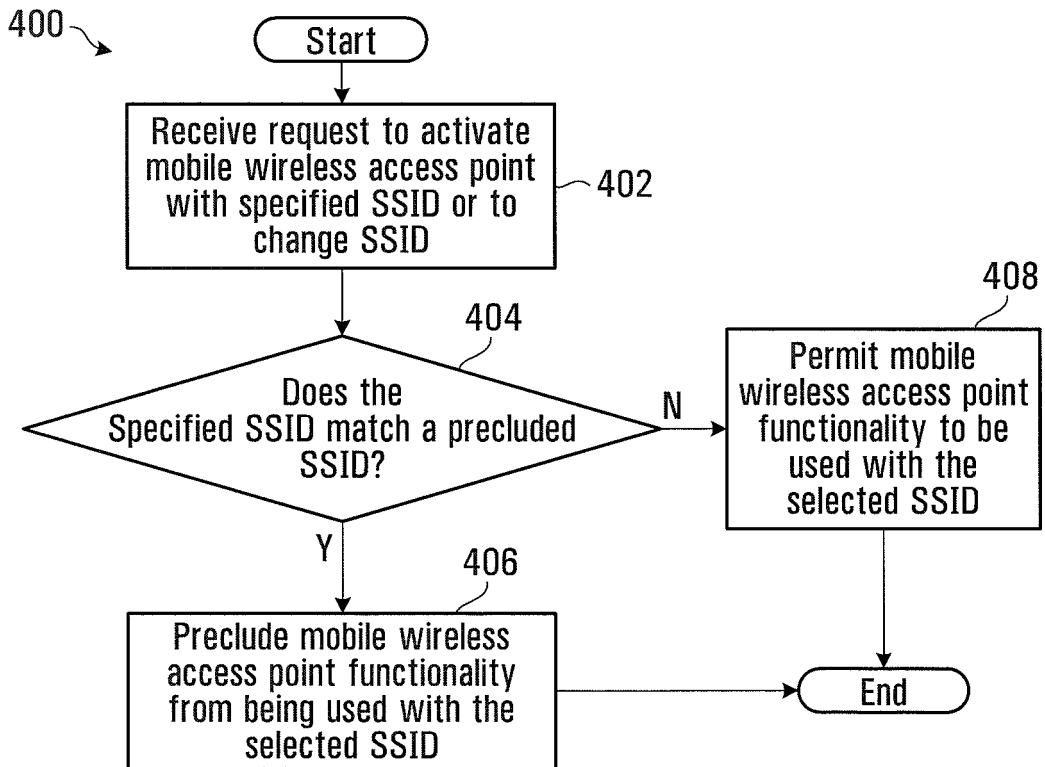 400
Start
Receive request to activate
mobile wireless access point
with specified SSID or to
change SSID
402
404
Does the
Specified SSID match a precluded
SSID?
N
Y
408
Permit mobile
wireless access point
functionality to be
used with the
selected SSID
406
Preclude mobile wireless
access point functionality
from being used with the
selected SSID
End